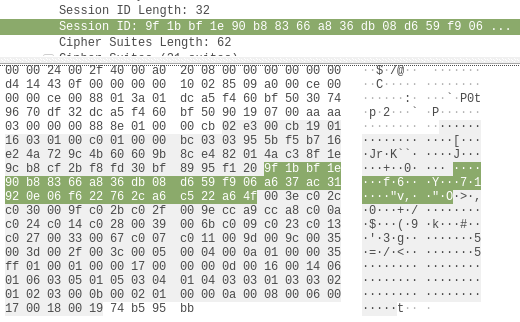 Session ID Length: 32
Session ID: 9f 1b bf 1e 90 b8 83 66 a8 36 db 08 d6 59 f9 06 ...
Cipher Suites Length: 62
00 00 24 00 2f 40 00 a0 20 08 00 00 00 00 00 00 ··$·/@·· ········
d4 14 43 0f 00 00 00 00 10 02 85 09 a0 00 ce 00 ··C····· ········
00 00 ce 00 88 01 3a 01 dc a5 f4 60 bf 50 30 74 ······:· ···`·P0t
96 70 df 32 dc a5 f4 60 bf 50 90 19 07 00 aa aa ·p·2···` ·P······
03 00 00 00 88 8e 01 00 00 cb 02 e3 00 cb 19 01 ········ ········
16 03 01 00 c0 01 00 00 bc 03 03 95 5b f5 b7 16 ········ ····[···
e2 4a 72 9c 4b 60 60 9b 8c e4 82 01 4a c3 8f 1e ·Jr·K``· ····J···
9c b8 cf 2b f8 fd 30 bf 89 95 f1 20 9f 1b bf 1e ···+··0· ··· ····
90 b8 83 66 a8 36 db 08 d6 59 f9 06 a6 37 ac 31 ···f·6·· ·Y···7·1
92 0e 06 f6 22 76 2c a6 c5 22 a6 4f 00 3e c0 2c ····"v,· ·"·O·>·,
c0 30 00 9f c0 2b c0 2f 00 9e cc a9 cc a8 c0 0a ·0···+·/ ········
c0 24 c0 14 c0 28 00 39 00 6b c0 09 c0 23 c0 13 ·$···(·9 ·k···#··
c0 27 00 33 00 67 c0 07 c0 11 00 9d 00 9c 00 35 ·'·3·g·· ·······5
00 3d 00 2f 00 3c 00 05 00 04 00 0a 01 00 00 35 ·=·/·<·· ·······5
ff 01 00 01 00 00 17 00 00 00 0d 00 16 00 14 06 ········ ········
01 06 03 05 01 05 03 04 01 04 03 03 01 03 03 02 ········ ········
01 02 03 00 0b 00 02 01 00 00 0a 00 08 00 06 00 ········ ········
17 00 18 00 19 74 b5 95 bb ·····t·· ·